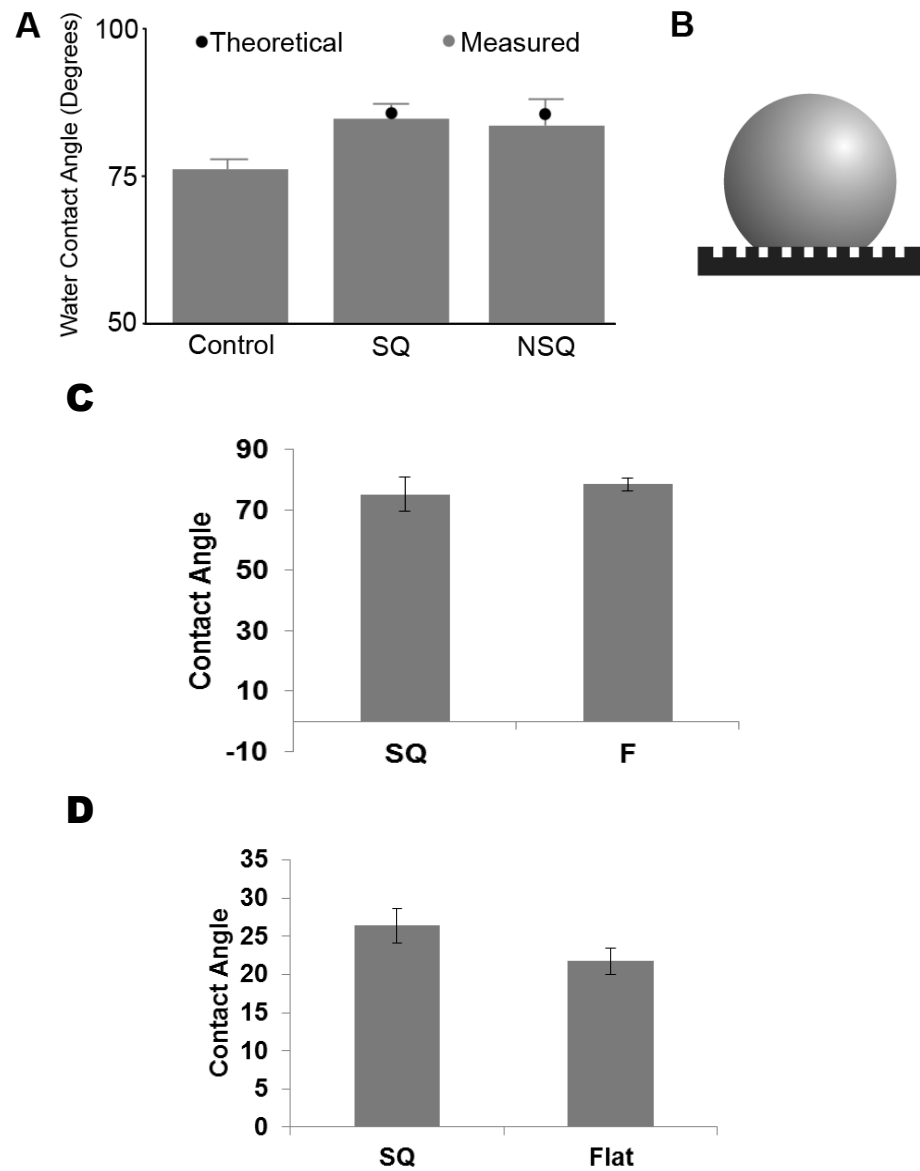 A
B
100
75
50
Water Contact Angle (Degrees)
Theoretical
Measured
Control
SQ
NSQ
C
90
70
50
30
10
-10
Contact Angle
SQ
F
D
35
30
25
20
15
10
5
0
Contact Angle
SQ
Flat